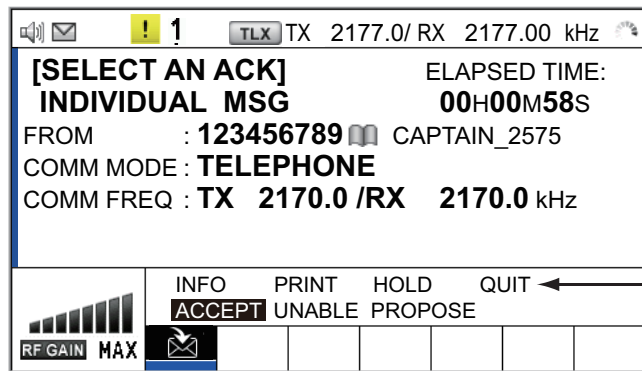 ! 1 TLX TX 2177.0/ RX 2177.00 kHz
[SELECT AN ACK] ELAPSED TIME:
INDIVIDUAL MSG 00H00M58S
FROM : 123456789 CAPTAIN_2575
COMM MODE : TELEPHONE
COMM FREQ : TX 2170.0 /RX 2170.0 kHz
INFO PRINT HOLD QUIT
ACCEPT UNABLE PROPOSE
RF GAIN MAX